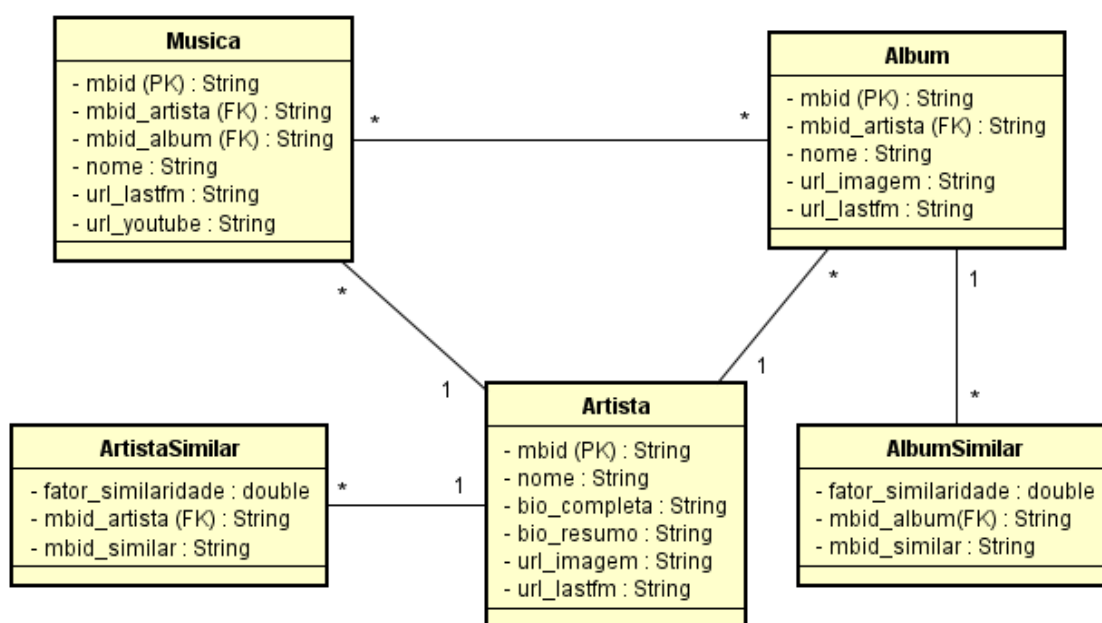 Musica
- mbid (PK) : String
- mbid_artista (FK) : String
- mbid_album (FK) : String
- nome : String
- url_lastfm : String
- url_youtube : String
*
*
Album
- mbid (PK) : String
- mbid_artista (FK) : String
- nome : String
- url_imagem : String
- url_lastfm : String
*
1
*
1
1
*
ArtistaSimilar
- fator_similaridade : double
- mbid_artista (FK) : String
- mbid_similar : String
*
1
Artista
- mbid (PK) : String
- nome : String
- bio_completa : String
- bio_resumo : String
- url_imagem : String
- url_lastfm : String
AlbumSimilar
- fator_similaridade : double
- mbid_album(FK) : String
- mbid_similar : String